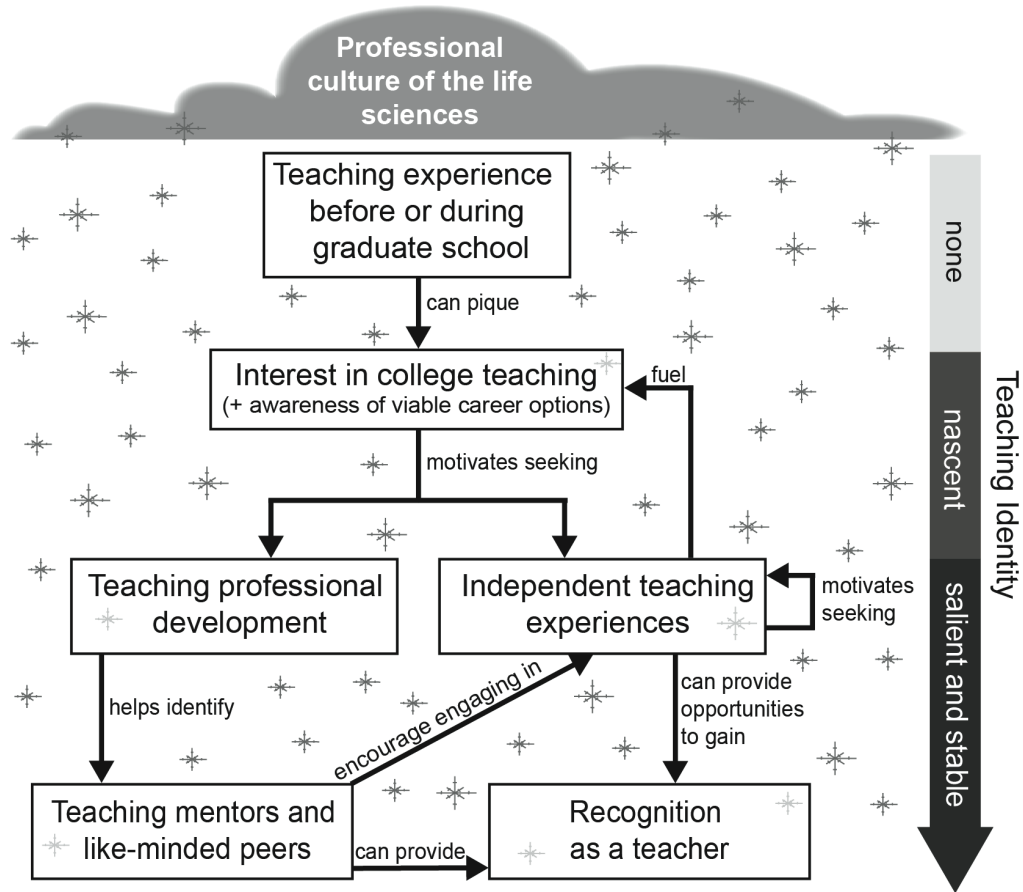 Professional
culture of the life
sciences
Teaching experience
before or during
graduate school
can pique
Interest in college teaching
(+ awareness of viable career options)
fuel
motivates seeking
Teaching professional
development
Independent teaching
experiences
motivates
seeking
helps identify
encourage engaging in
can provide
opportunities
to gain
Teaching mentors and
like-minded peers
can provide
Recognition
as a teacher
none
nascent
salient and stable
Teaching Identity